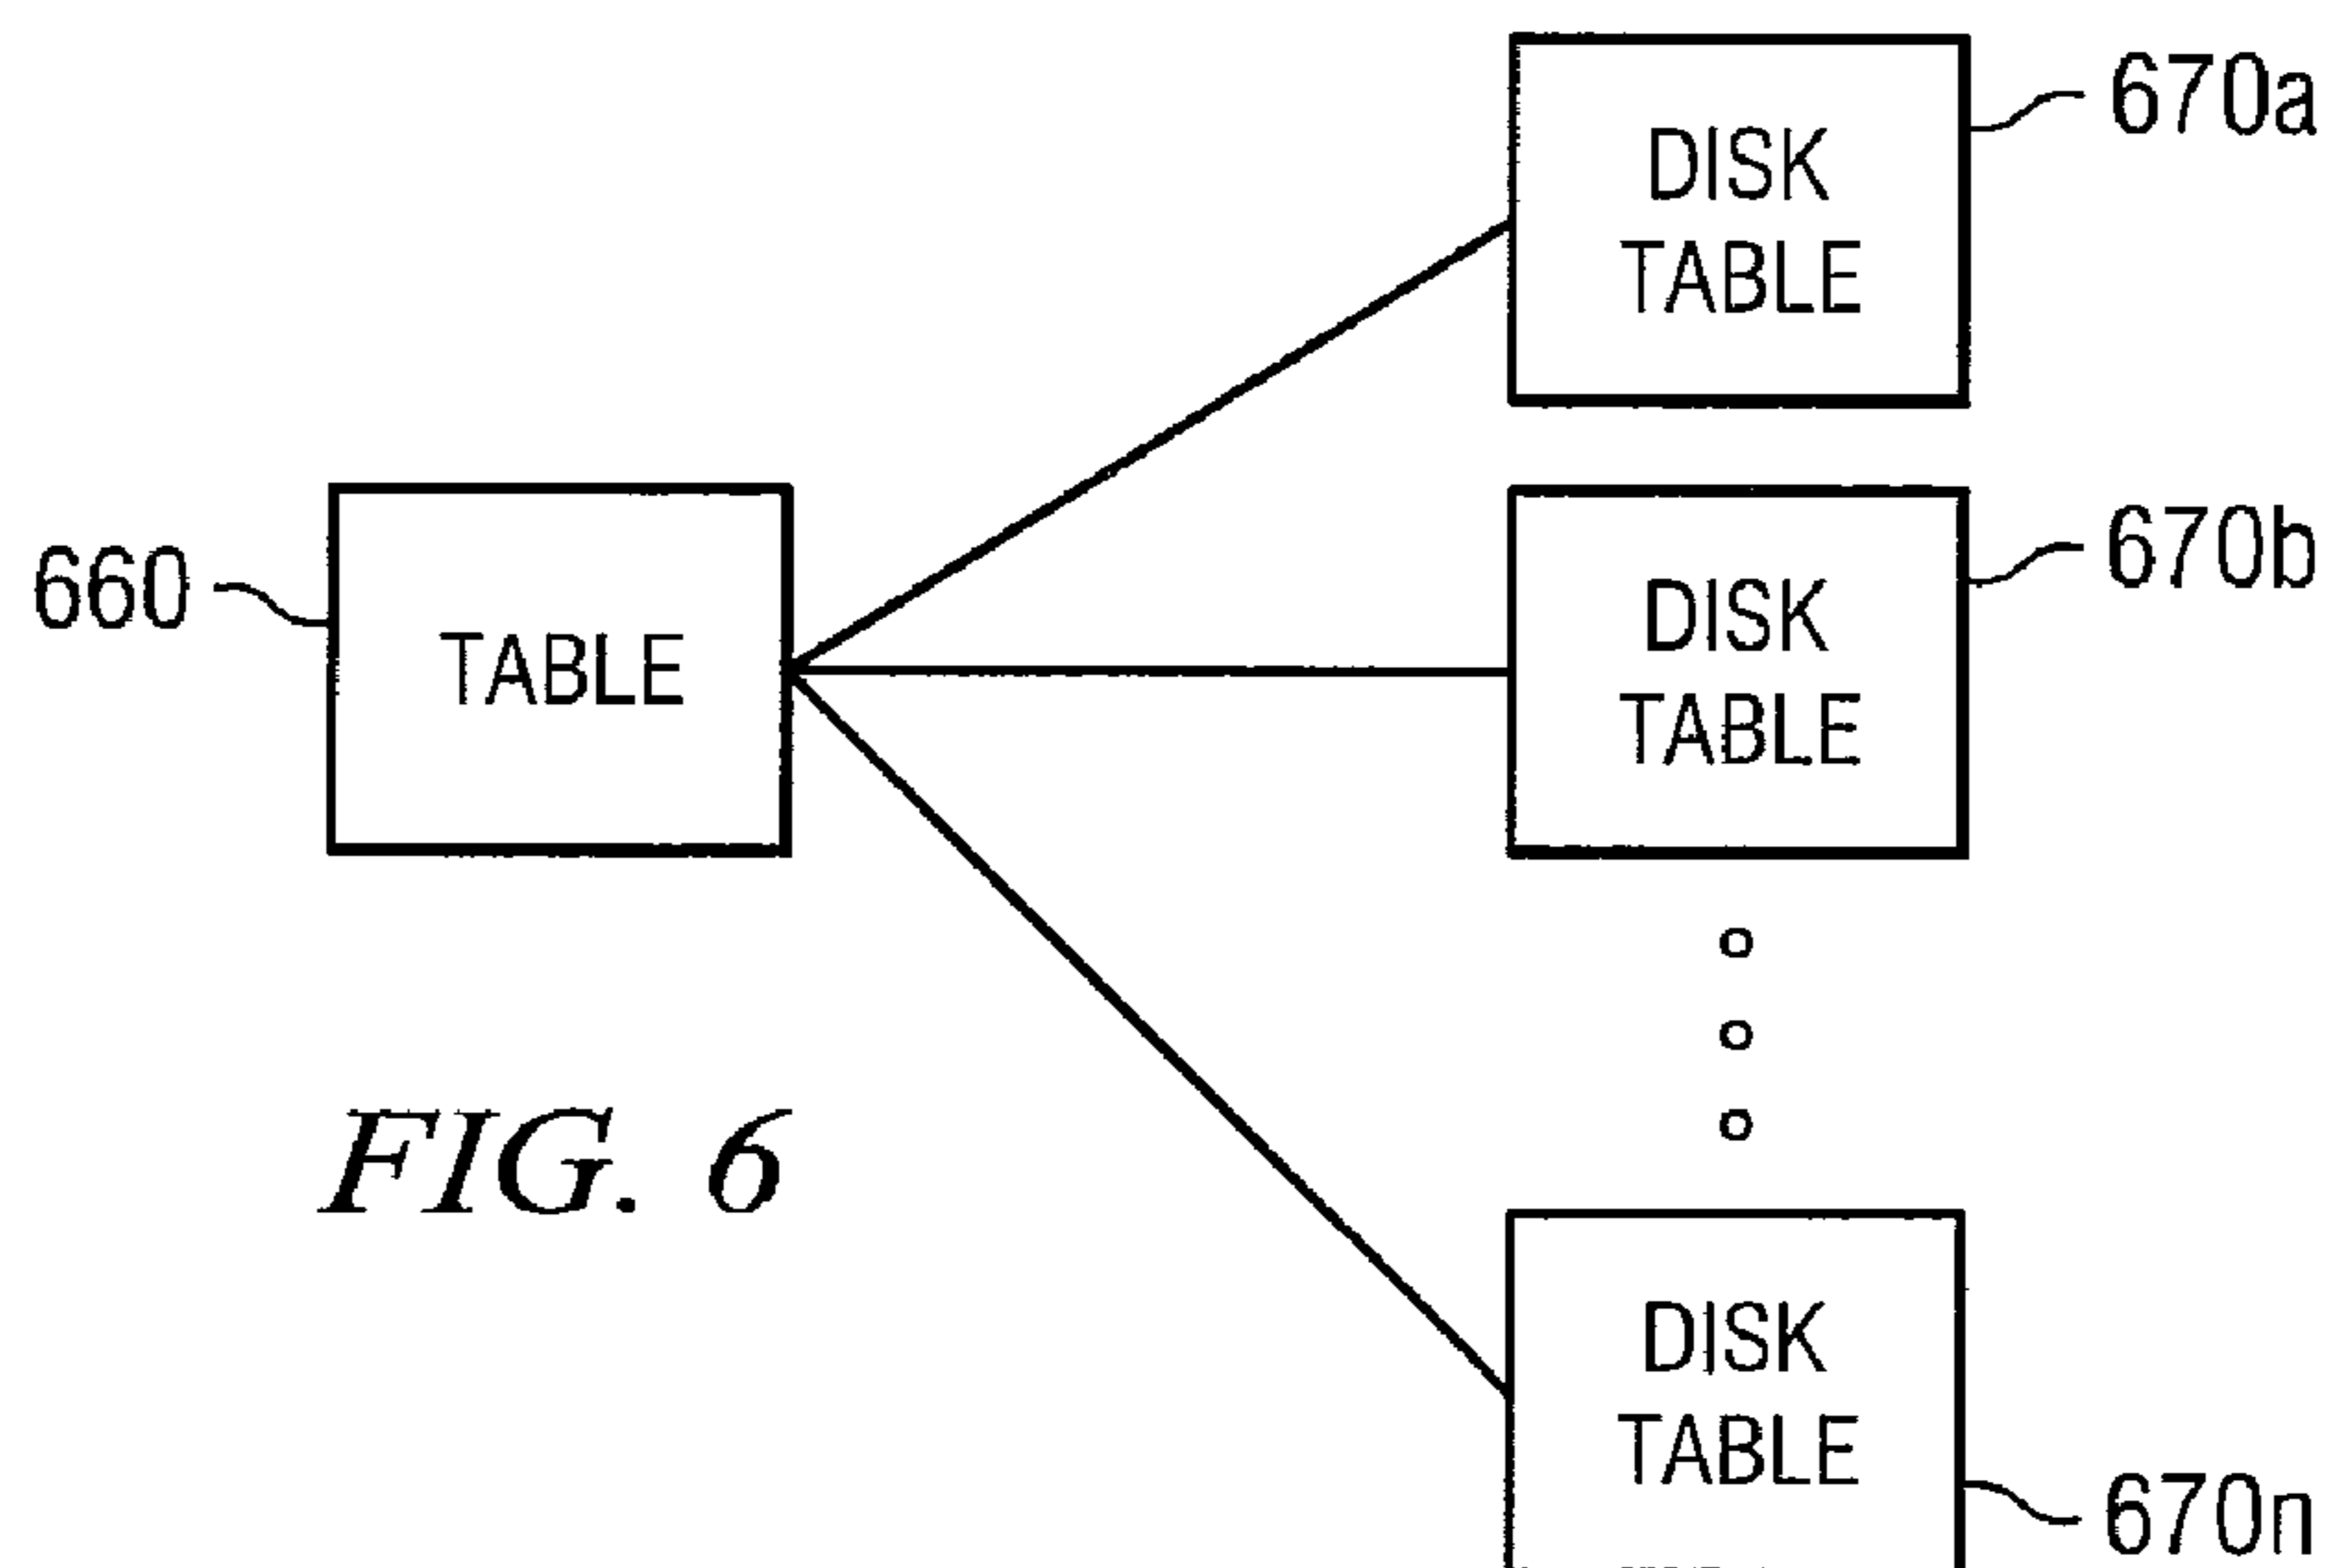 670a
DISK
TABLE
660
TABLE
670b
DISK
TABLE
FIG. 6
DISK
TABLE
670n